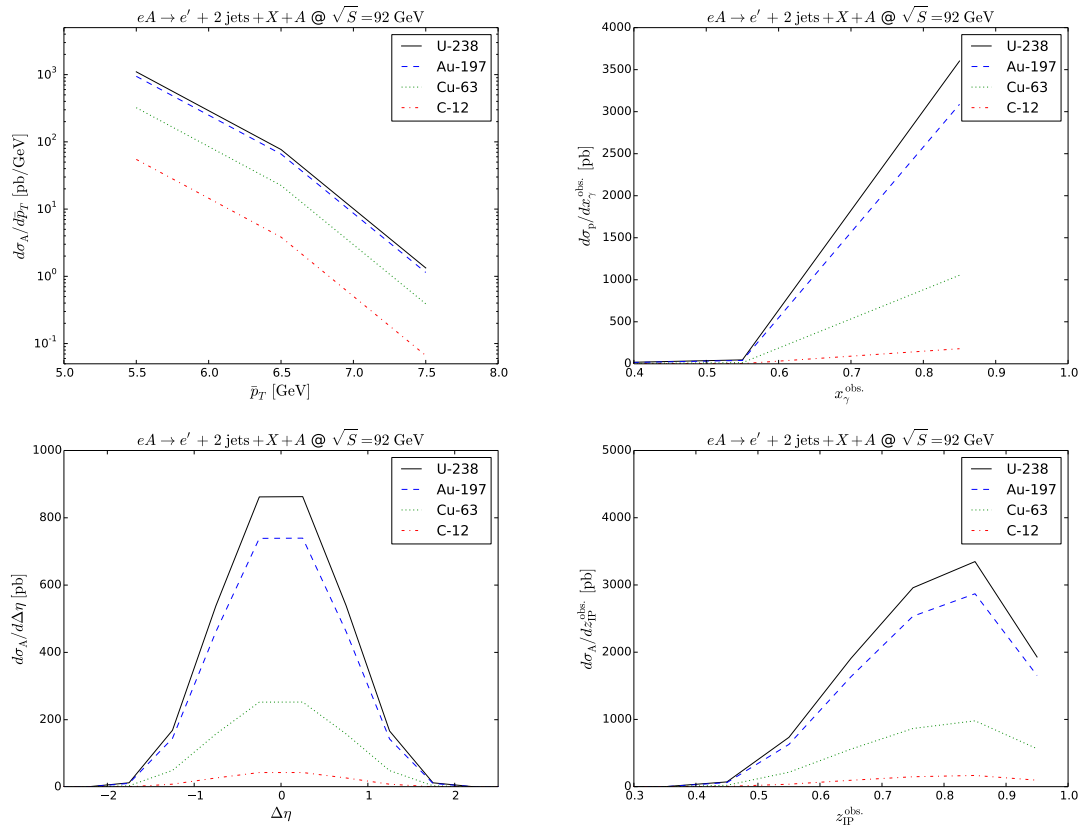 eA → e′ + 2 jets + X + A @ √S = 92 GeV
U-238
Au-197
Cu-63
C-12
dσ_A/dp̄_T [pb/GeV]
10^3
10^2
10^1
10^0
10^-1
5.0 5.5 6.0 6.5 7.0 7.5 8.0
p̄_T [GeV]
eA → e′ + 2 jets + X + A @ √S = 92 GeV
U-238
Au-197
Cu-63
C-12
dσ_p/dx_γ^obs. [pb]
4000
3500
3000
2500
2000
1500
1000
500
0
0.4 0.5 0.6 0.7 0.8 0.9 1.0
x_γ^obs.
eA → e′ + 2 jets + X + A @ √S = 92 GeV
U-238
Au-197
Cu-63
C-12
dσ_A/dΔη [pb]
1000
800
600
400
200
0
−2 −1 0 1 2
Δη
eA → e′ + 2 jets + X + A @ √S = 92 GeV
U-238
Au-197
Cu-63
C-12
dσ_A/dz_IP^obs. [pb]
5000
4000
3000
2000
1000
0
0.3 0.4 0.5 0.6 0.7 0.8 0.9 1.0
z_IP^obs.